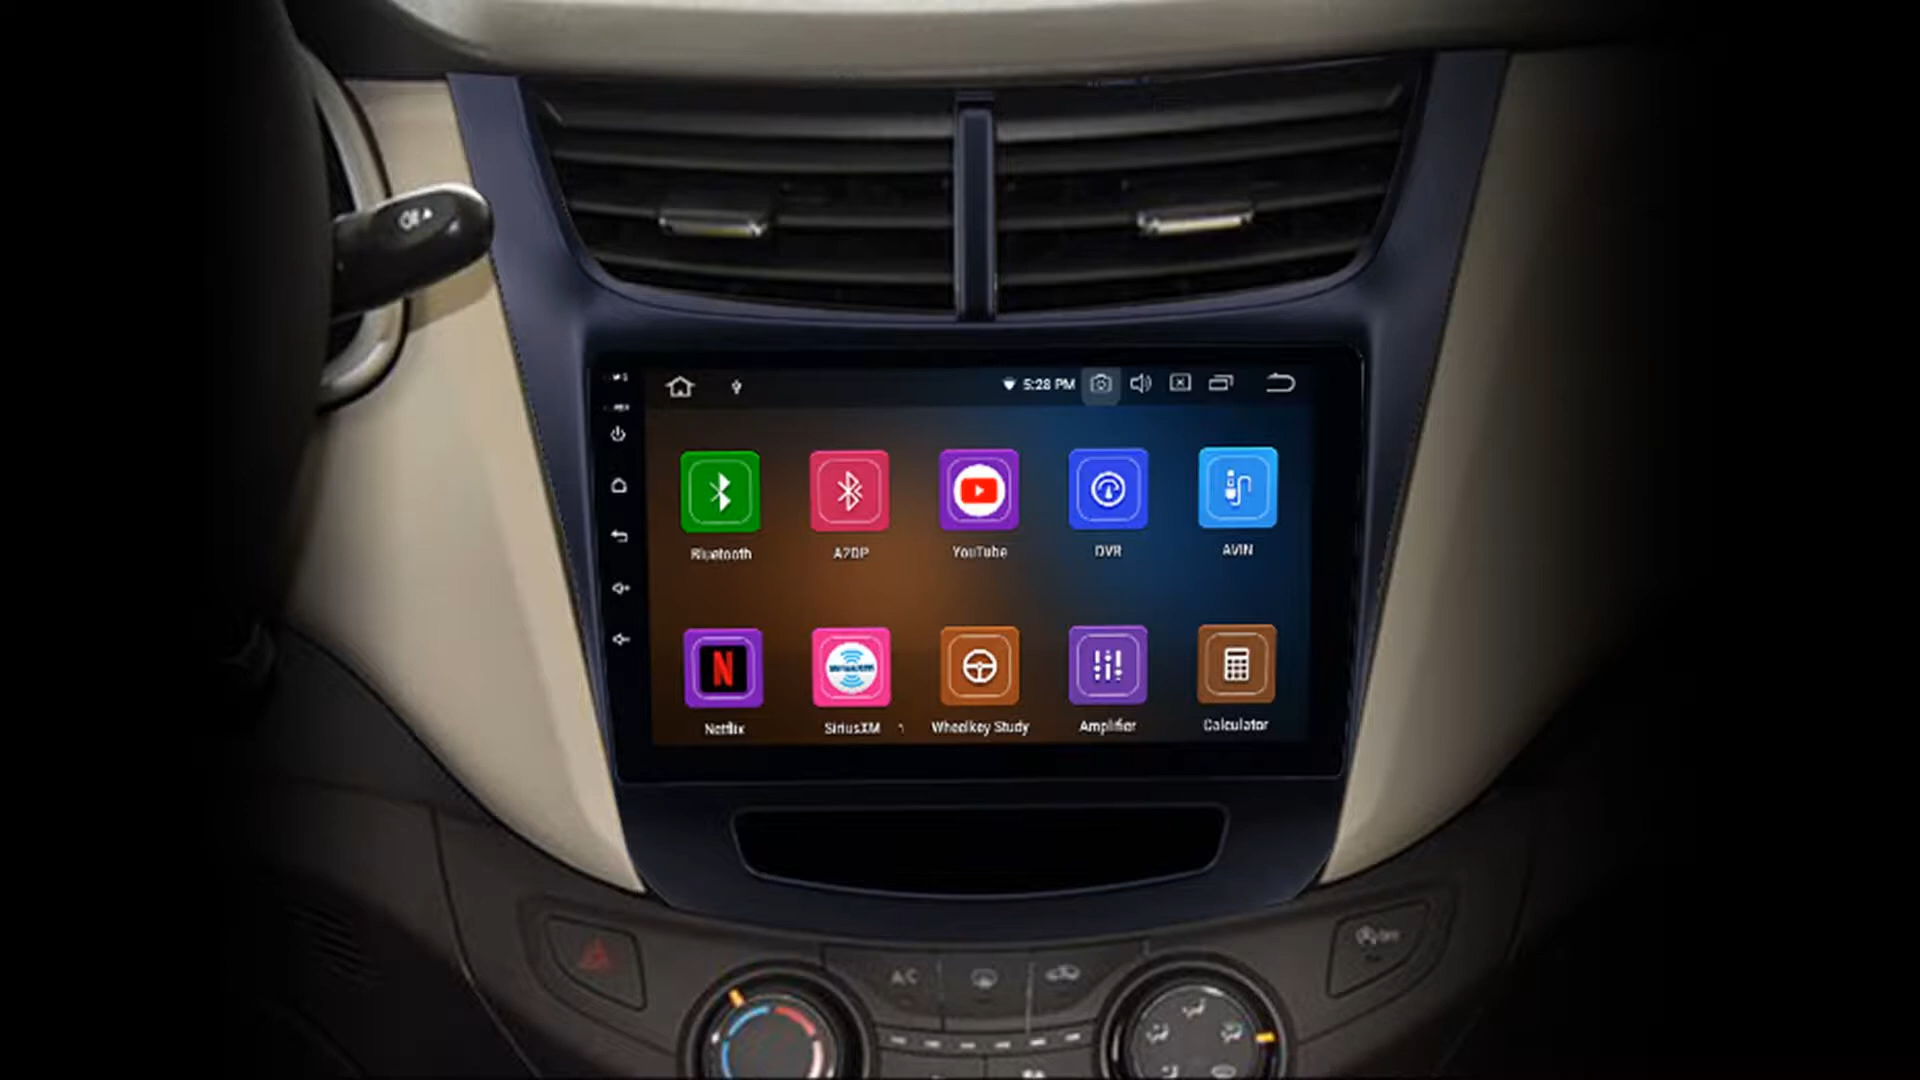 5:28 PM
Bluetooth
A2DP
YouTube
DVR
AVIN
N
Netflix
SiriusXM
Wheelkey Study
Amplifier
Calculator
A/C